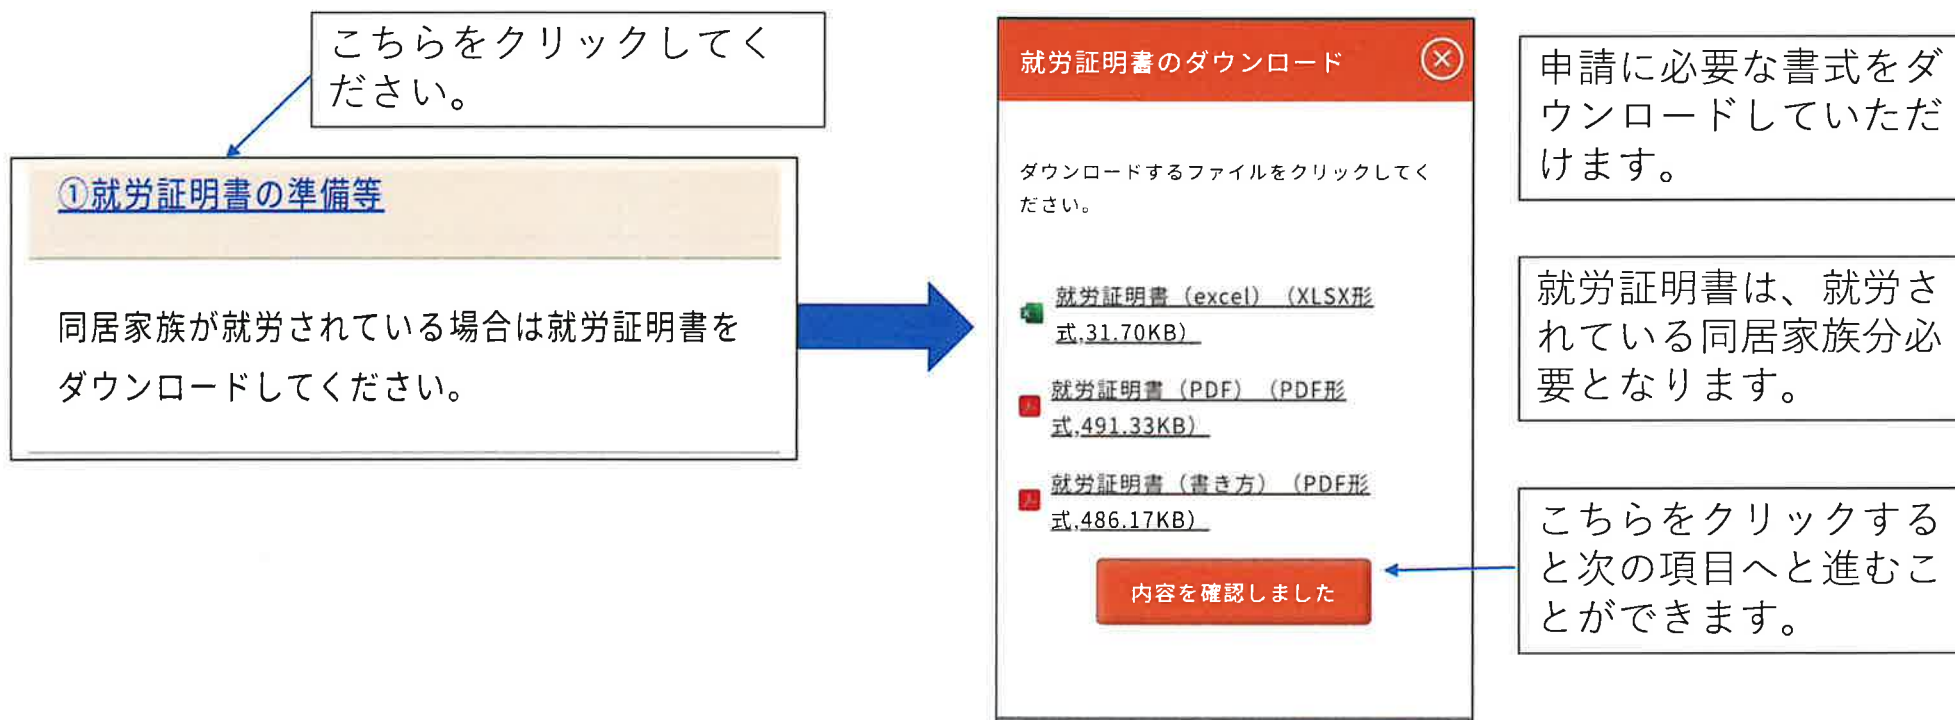 こちらをクリックしてく
ださい。
①就労証明書の準備等
同居家族が就労されている場合は就労証明書を
ダウンロードしてください。
就労証明書のダウンロード
ダウンロードするファイルをクリックしてく
ださい。
就労証明書（excel）（XLSX形
式,31.70KB）
就労証明書（PDF）（PDF形
式,491.33KB）
就労証明書（書き方）（PDF形
式,486.17KB）
内容を確認しました
申請に必要な書式をダ
ウンロードしていただ
けます。
就労証明書は、就労さ
れている同居家族分必
要となります。
こちらをクリックする
と次の項目へと進むこ
とができます。